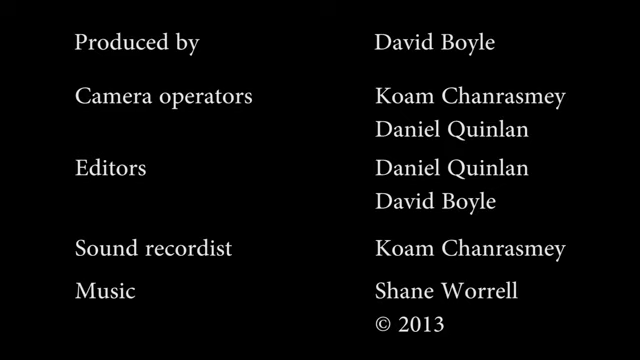 Produced by David Boyle
Camera operators Koam Chanrasmey
Daniel Quinlan
Editors Daniel Quinlan
David Boyle
Sound recordist Koam Chanrasmey
Music Shane Worrell
© 2013